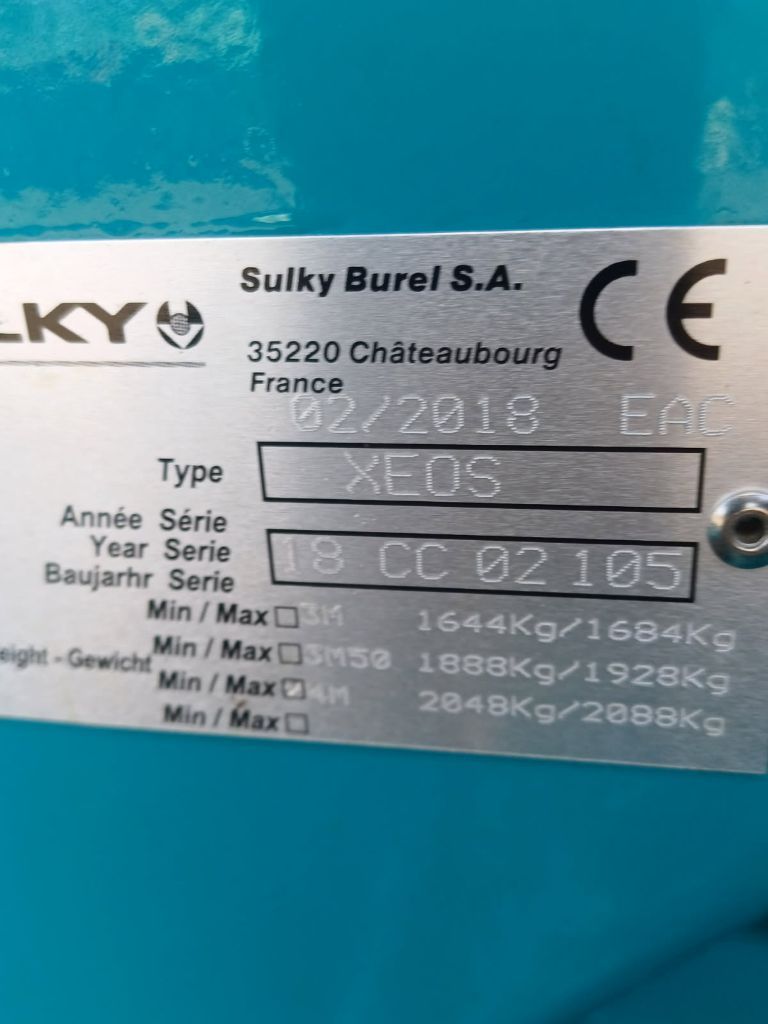 LKY
Sulky Burel S.A.
35220 Châteaubourg
France
CE
02/2018 EAC
Type XEOS
Année Série
Year Serie 18 CC 02 105
Baujarhr Serie
Min / Max 3M 1644Kg/1684Kg
Min / Max 3M50 1888Kg/1928Kg
eight - Gewicht Min / Max 4M 2048Kg/2088Kg
Min / Max